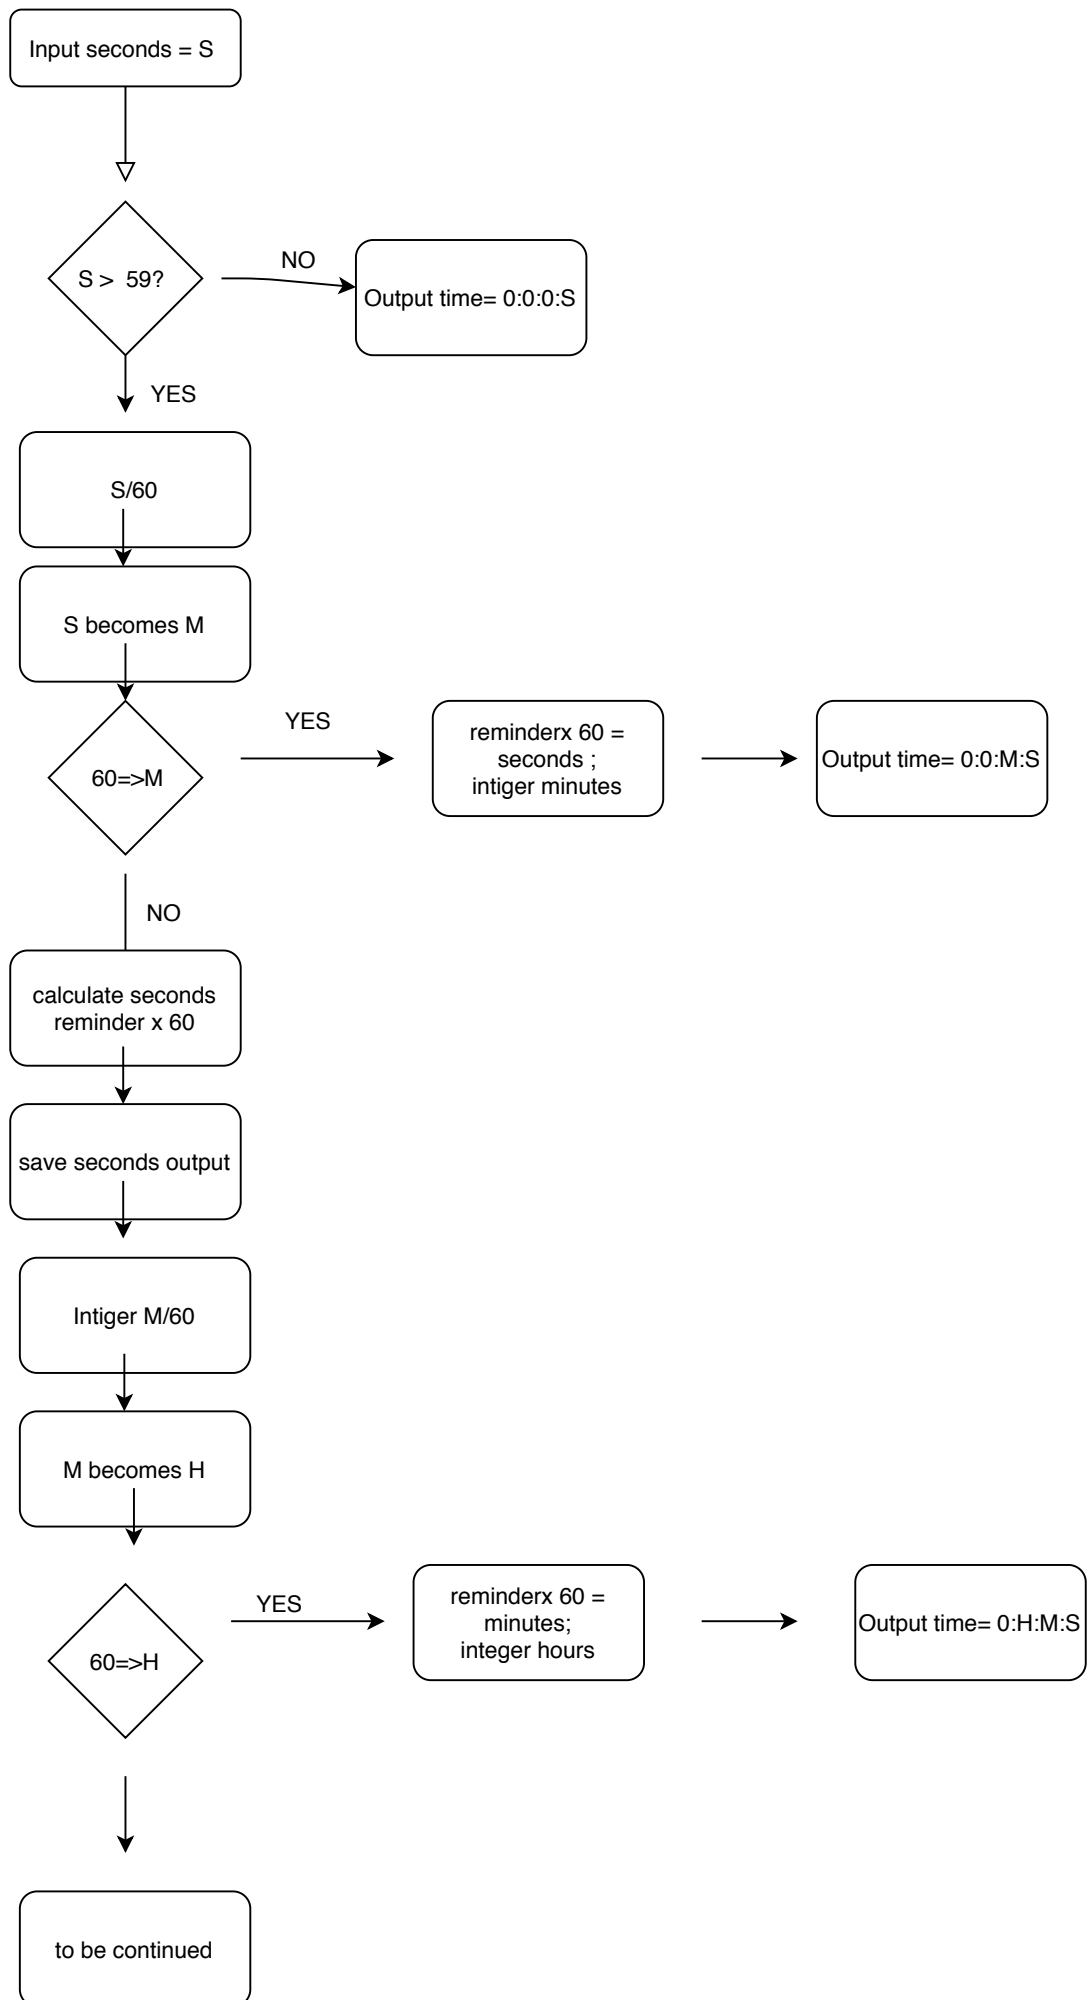 Input seconds = S
S >  59?
NO
Output time= 0:0:0:S
YES
S/60
S becomes M
60=>M
YES
reminderx 60 =
seconds ;
intiger minutes
Output time= 0:0:M:S
NO
calculate seconds
reminder x 60
save seconds output
Intiger M/60
M becomes H
60=>H
YES
reminderx 60 =
minutes;
integer hours
Output time= 0:H:M:S
to be continued